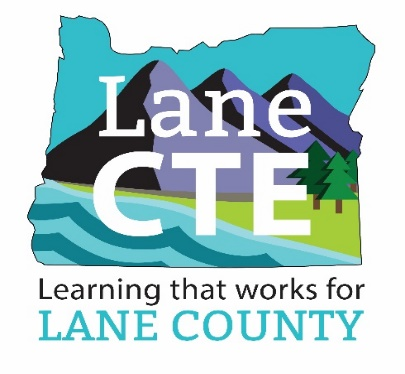 Lane
CTE
Learning that works for
LANE COUNTY